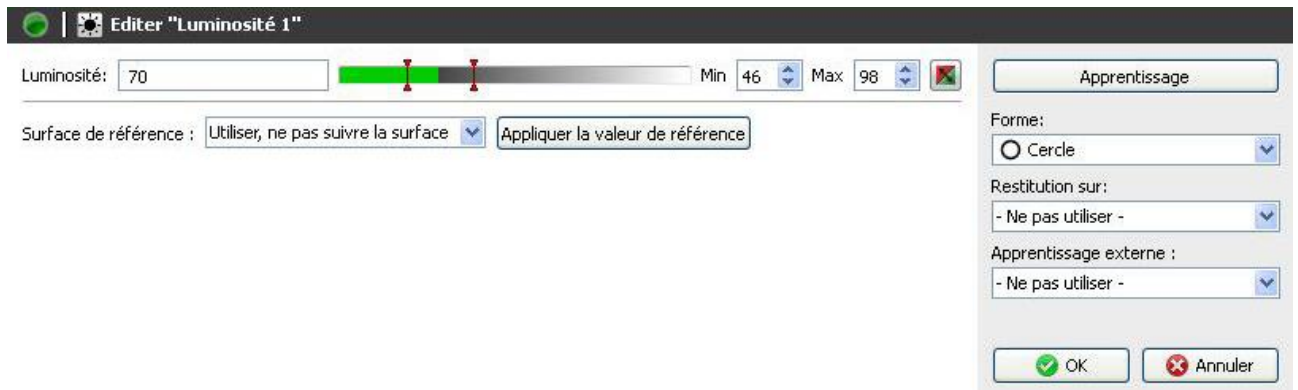 Editer "Luminosité 1"
Luminosité: 70 Min 46 Max 98
Surface de référence : Utiliser, ne pas suivre la surface Appliquer la valeur de référence
Apprentissage
Forme:
Cercle
Restitution sur:
- Ne pas utiliser -
Apprentissage externe :
- Ne pas utiliser -
OK Annuler